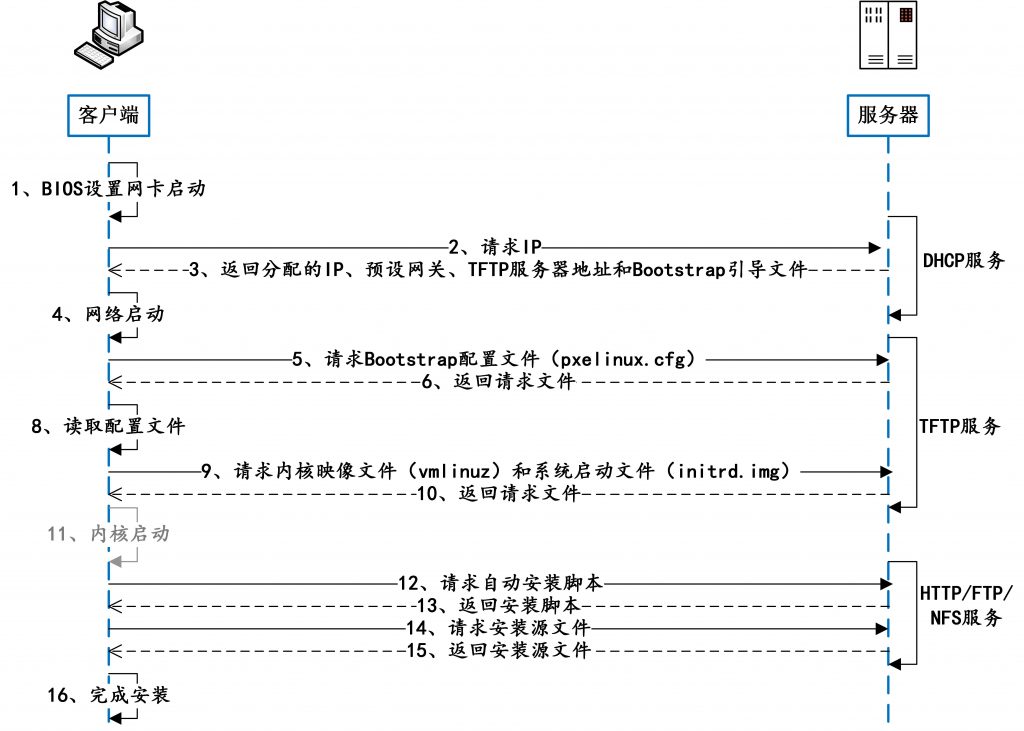 客户端
服务器
1、BIOS设置网卡启动
2、请求IP
3、返回分配的IP、预设网关、TFTP服务器地址和Bootstrap引导文件
DHCP服务
4、网络启动
5、请求Bootstrap配置文件（pxelinux.cfg）
6、返回请求文件
8、读取配置文件
TFTP服务
9、请求内核映像文件（vmlinuz）和系统启动文件（initrd.img）
10、返回请求文件
11、内核启动
12、请求自动安装脚本
13、返回安装脚本
HTTP/FTP/
NFS服务
14、请求安装源文件
15、返回安装源文件
16、完成安装